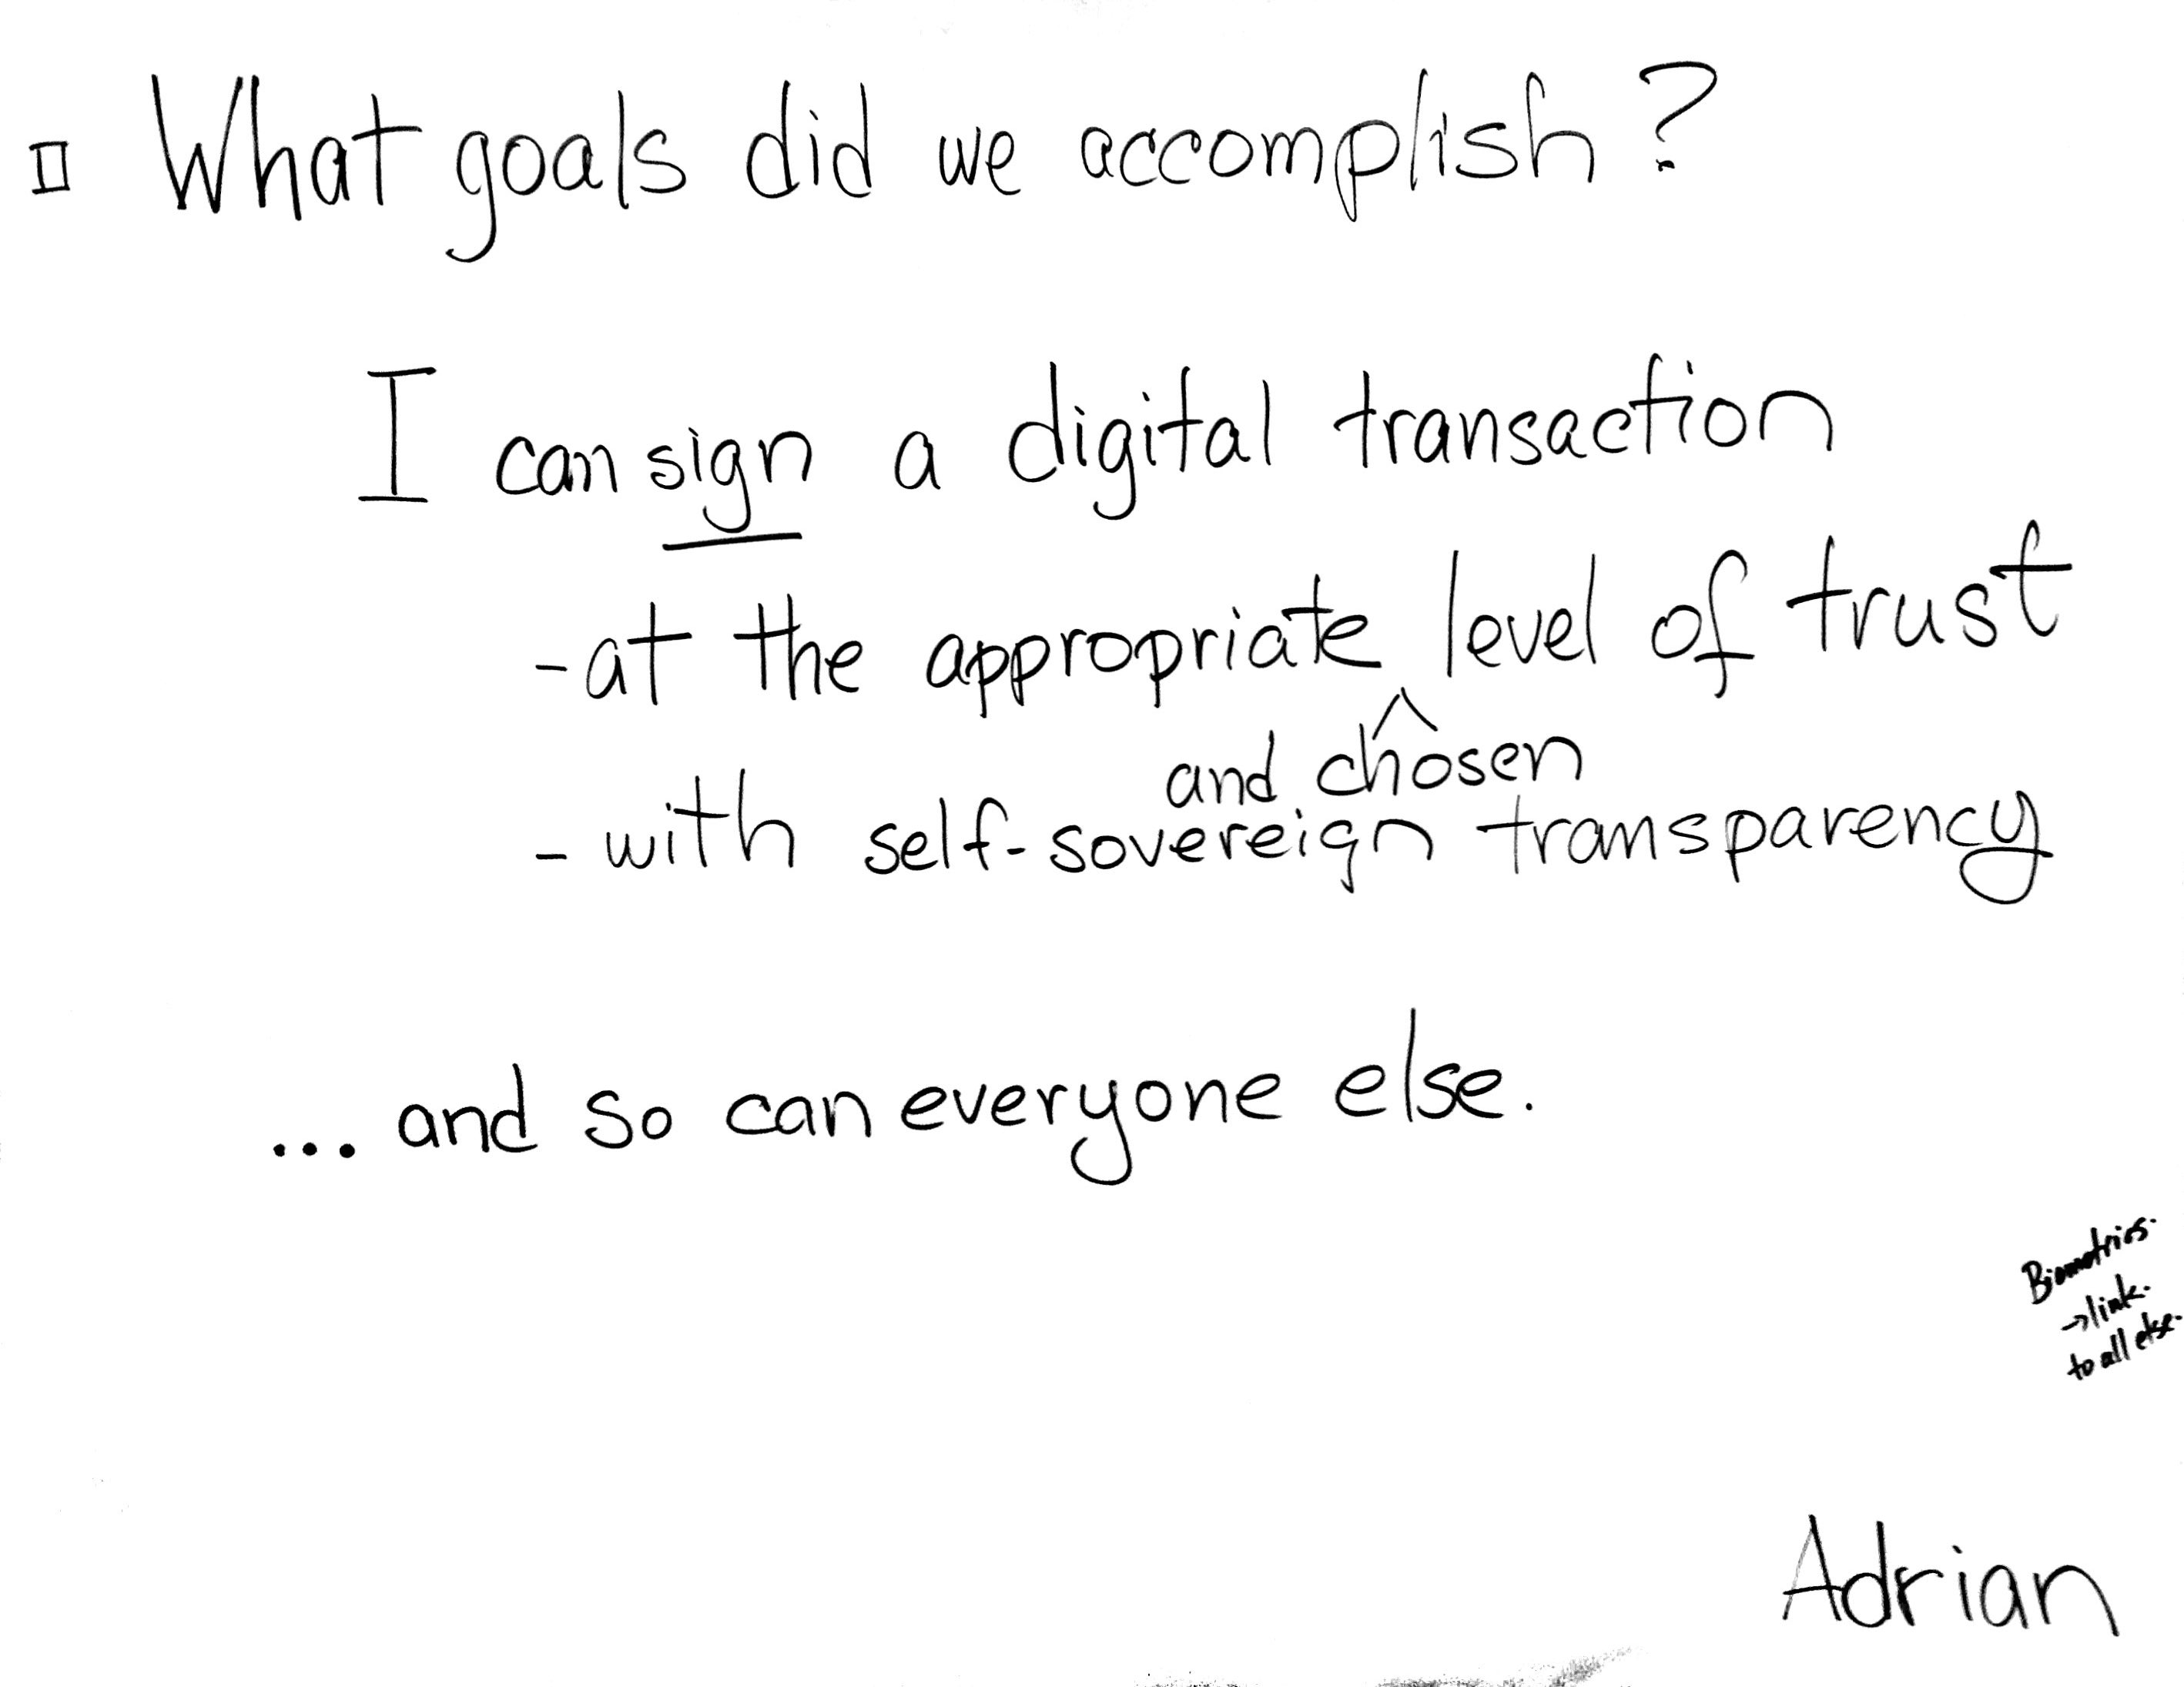 II What goals did we accomplish?
I can sign a digital transaction
-at the appropriate level of trust
and chosen
- with self-sovereign transparency
... and so can everyone else.
Biometrics.
→link.
to all else.
Adrian